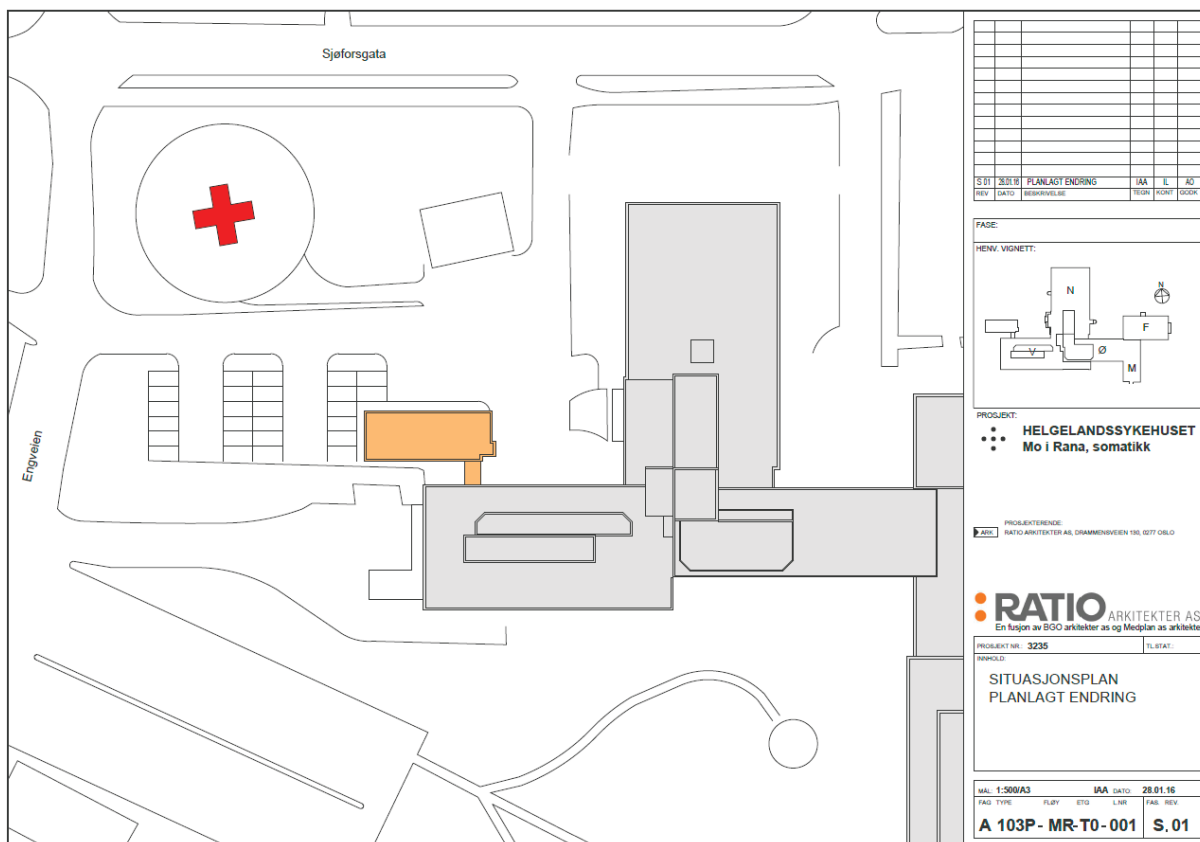 Sjøforsgata
Engveien
S 01 28.01.16 PLANLAGT ENDRING IAA IL AO
REV DATO BESKRIVELSE TEGN KONT GODK
FASE:
HENV. VIGNETT:
N
N
F
V
Ø
M
PROSJEKT:
HELGELANDSSYKEHUSET
Mo i Rana, somatikk
PROSJEKTERENDE:
ARK RATIO ARKITEKTER AS, DRAMMENSVEIEN 130, 0277 OSLO
RATIO ARKITEKTER AS
En fusjon av BGO arkitekter as og Medplan as arkitekter
PROSJEKT NR.: 3235 TL.STAT.:
INNHOLD:
SITUASJONSPLAN
PLANLAGT ENDRING
MÅL: 1:500/A3 IAA DATO 28.01.16
FAG TYPE FLØY ETG L.NR FAS. REV.
A 103P - MR-T0 - 001 S. 01